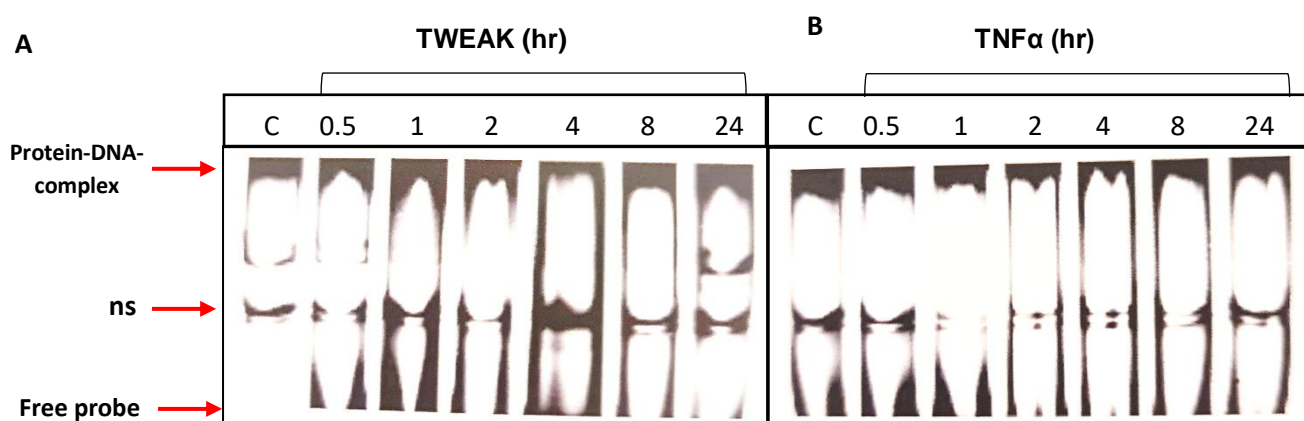 A
TWEAK (hr)
B
TNFα (hr)
C 0.5 1 2 4 8 24
C 0.5 1 2 4 8 24
Protein-DNA-
complex
ns
Free probe